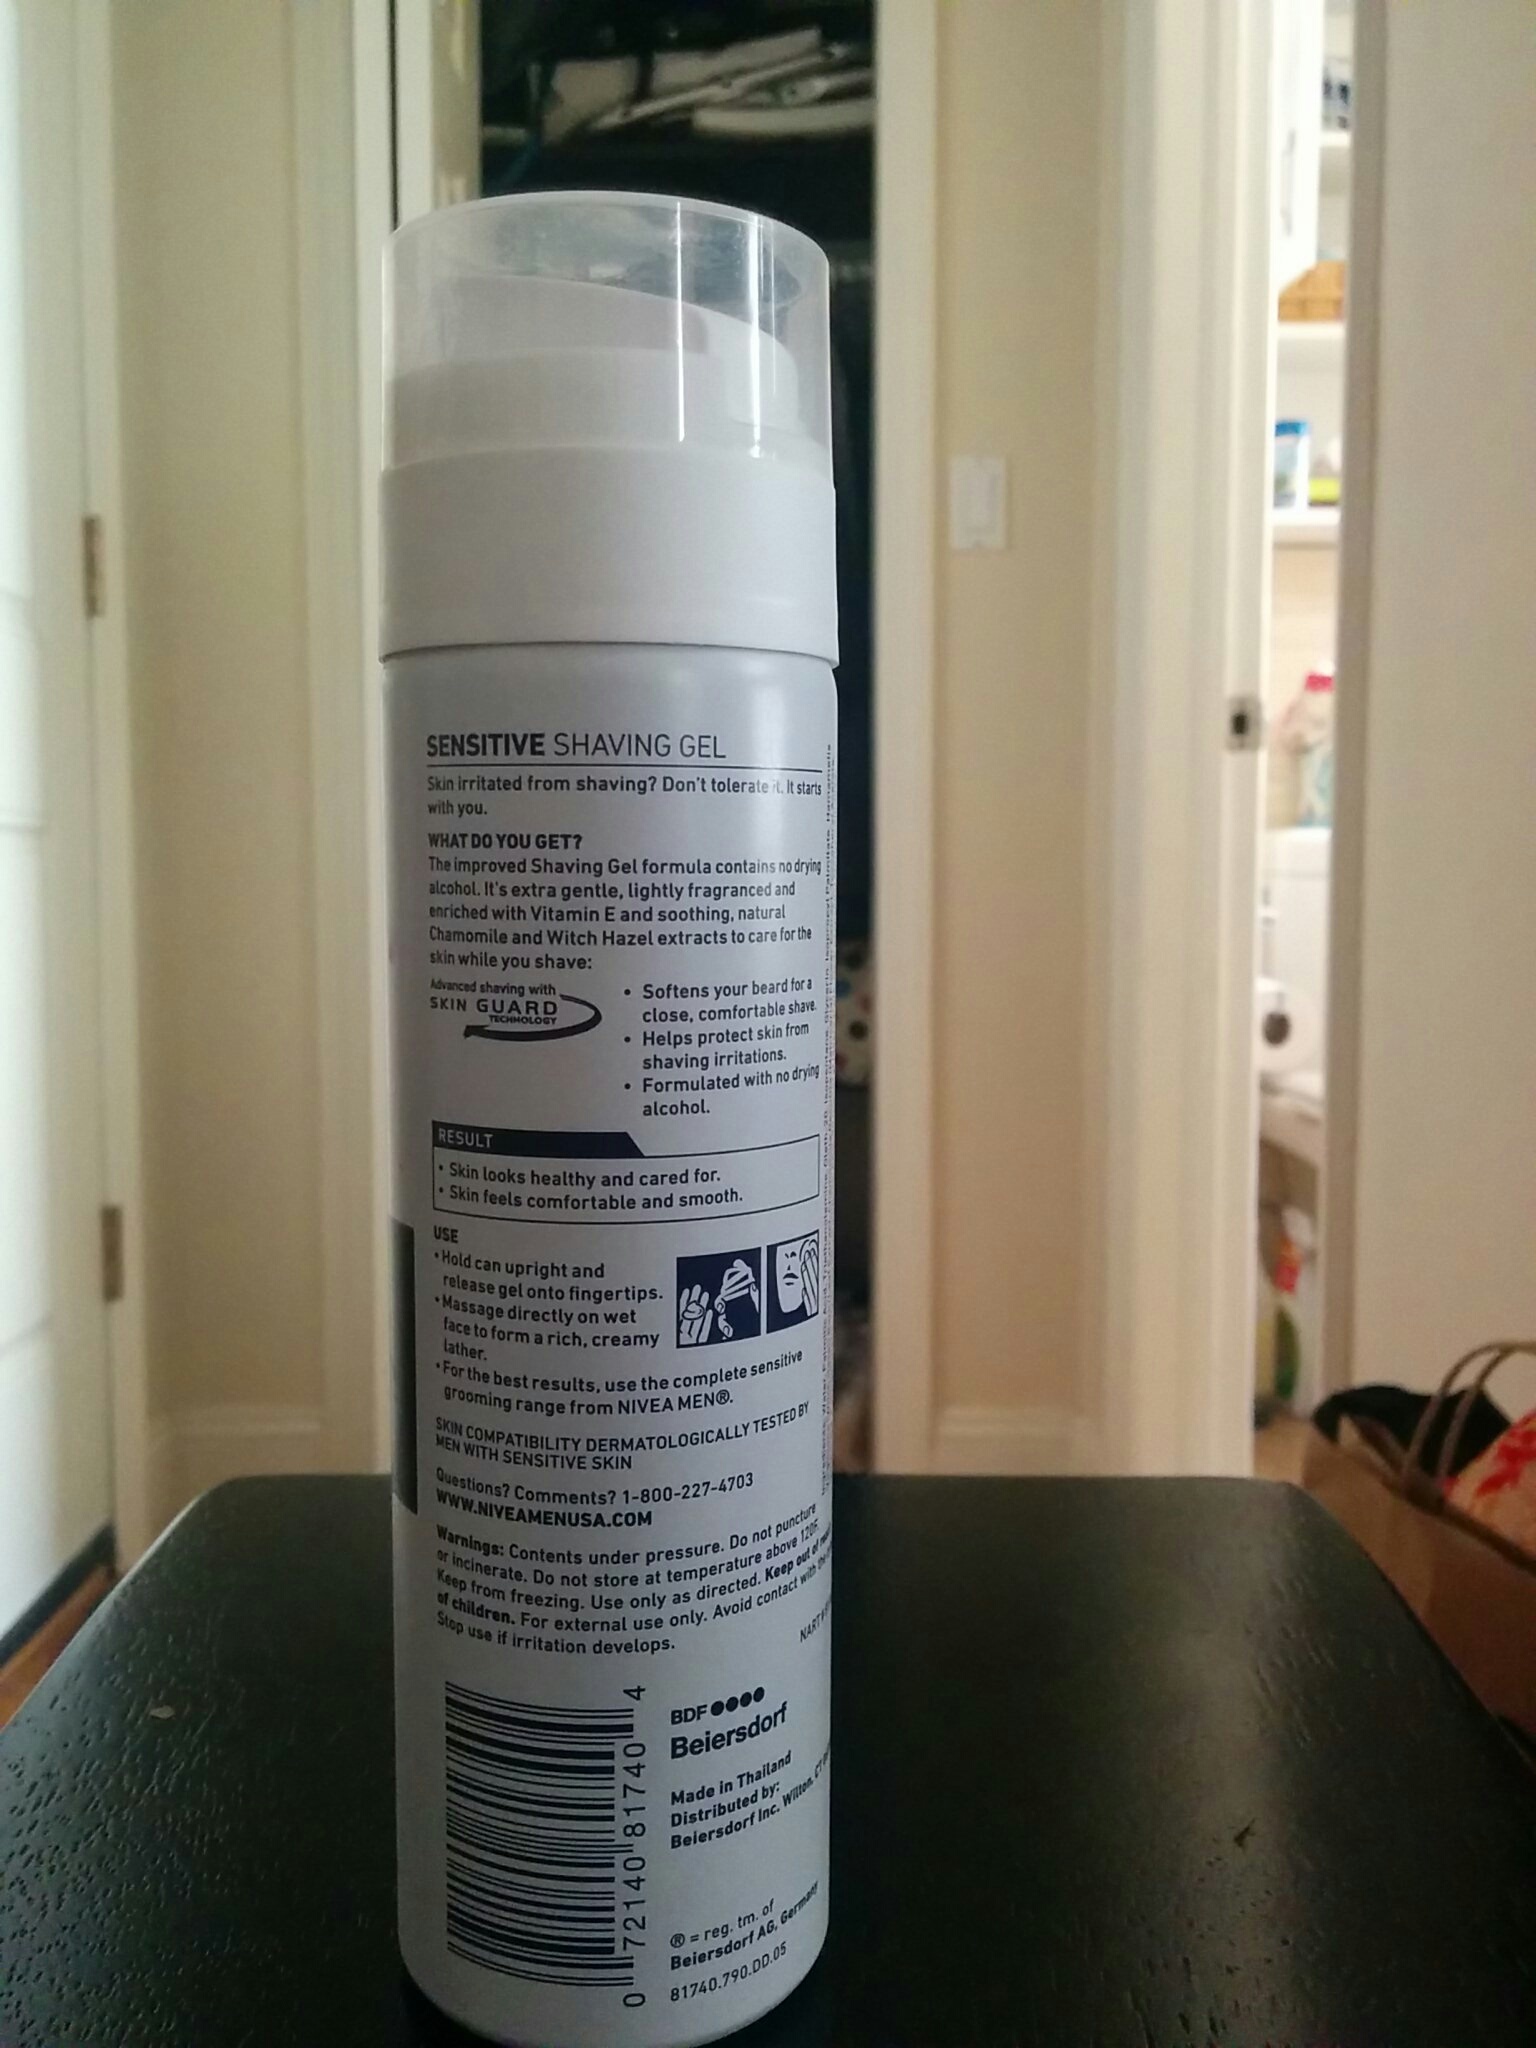 SENSITIVE SHAVING GEL
Skin irritated from shaving? Don't tolerate it. It starts
with you.
WHAT DO YOU GET?
The improved Shaving Gel formula contains no drying
alcohol. It's extra gentle, lightly fragranced and
enriched with Vitamin E and soothing, natural
Chamomile and Witch Hazel extracts to care for the
skin while you shave:
Advanced shaving with
SKIN GUARD
TECHNOLOGY
• Softens your beard for a
close, comfortable shave.
• Helps protect skin from
shaving irritations.
• Formulated with no drying
alcohol.
RESULT
• Skin looks healthy and cared for.
• Skin feels comfortable and smooth.
USE
• Hold can upright and
release gel onto fingertips.
• Massage directly on wet
face to form a rich, creamy
lather.
• For the best results, use the complete sensitive
grooming range from NIVEA MEN®.
SKIN COMPATIBILITY DERMATOLOGICALLY TESTED BY
MEN WITH SENSITIVE SKIN
Questions? Comments? 1-800-227-4703
WWW.NIVEAMENUSA.COM
Warnings: Contents under pressure. Do not puncture
or incinerate. Do not store at temperature above 120F.
Keep from freezing. Use only as directed. Keep out of reach
of children. For external use only. Avoid contact with
Stop use if irritation develops.
BDF
Beiersdorf
Made in Thailand
Distributed by:
Beiersdorf Inc. Wilton, CT
® = reg. tm. of
Beiersdorf AG, Germany
81740.790.DD.05
0 72140 81740 4